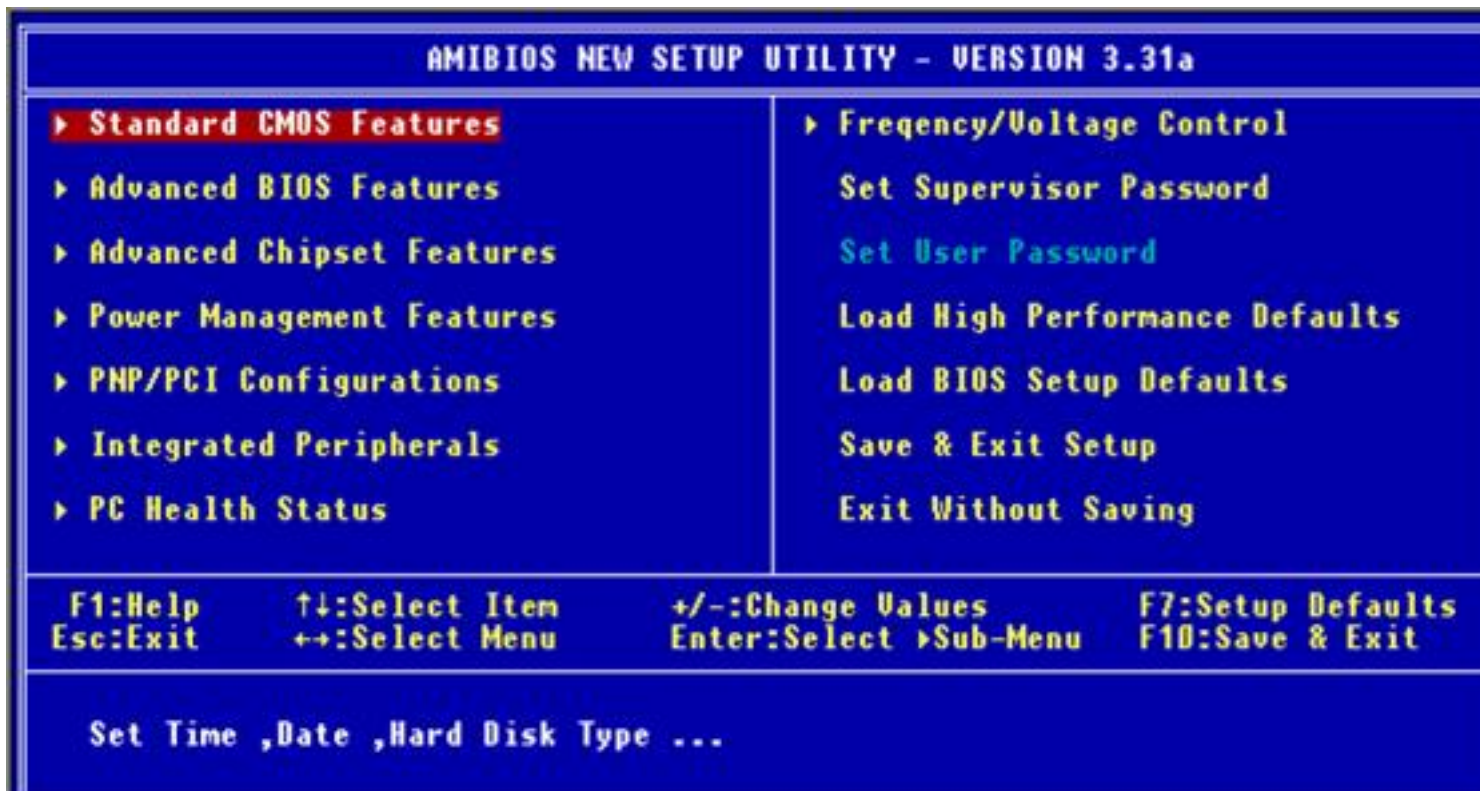 AMIBIOS NEW SETUP UTILITY - VERSION 3.31a
▸ Standard CMOS Features
▸ Advanced BIOS Features
▸ Advanced Chipset Features
▸ Power Management Features
▸ PNP/PCI Configurations
▸ Integrated Peripherals
▸ PC Health Status
▸ Freqency/Voltage Control
Set Supervisor Password
Set User Password
Load High Performance Defaults
Load BIOS Setup Defaults
Save & Exit Setup
Exit Without Saving
F1:Help ↑↓:Select Item +/-:Change Values F7:Setup Defaults
Esc:Exit ←→:Select Menu Enter:Select ▸Sub-Menu F10:Save & Exit
Set Time ,Date ,Hard Disk Type ...